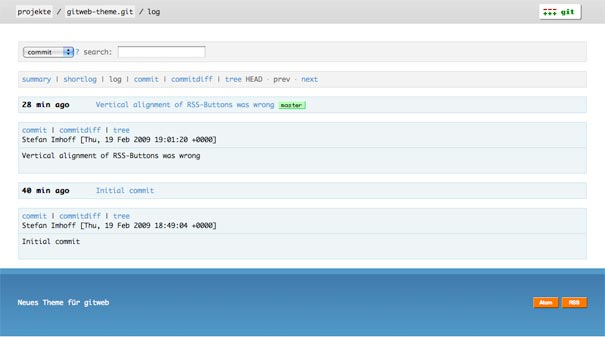 projekte / gitweb-theme.git / log
git
commit ? search:
summary | shortlog | log | commit | commitdiff | tree HEAD · prev · next
28 min ago Vertical alignment of RSS-Buttons was wrong master
commit | commitdiff | tree
Stefan Imhoff [Thu, 19 Feb 2009 19:01:20 +0000]
Vertical alignment of RSS-Buttons was wrong
40 min ago Initial commit
commit | commitdiff | tree
Stefan Imhoff [Thu, 19 Feb 2009 18:49:04 +0000]
Initial commit
Neues Theme für gitweb Atom RSS